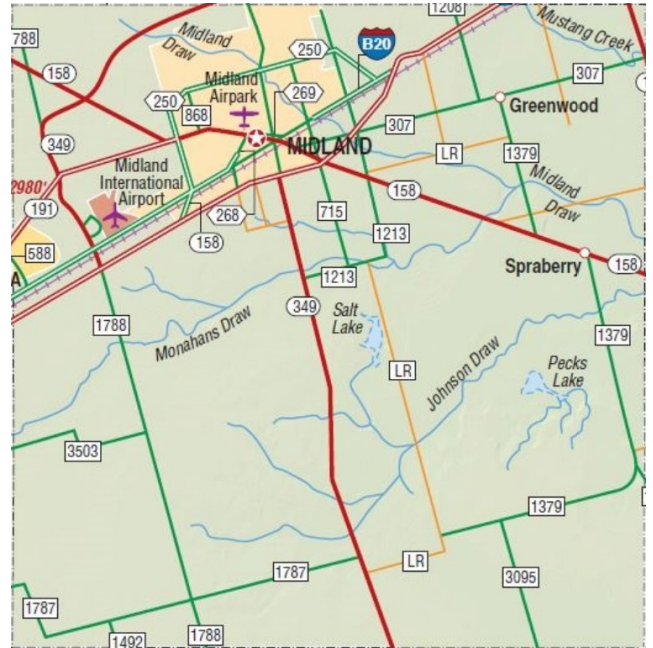 1208
Mustang Creek
788
Midland
Draw
B20
250
158
307
Midland
Airpark
269
250
Greenwood
868
307
349
MIDLAND
1379
LR
Midland
International
Airport
2980'
158
Midland
Draw
191
268
715
158
1213
588
Spraberry
158
A
1213
349
Salt
Lake
1788
Monahans Draw
1379
Johnson Draw
Pecks
Lake
LR
3503
1379
LR
1787
3095
1787
1492
1788